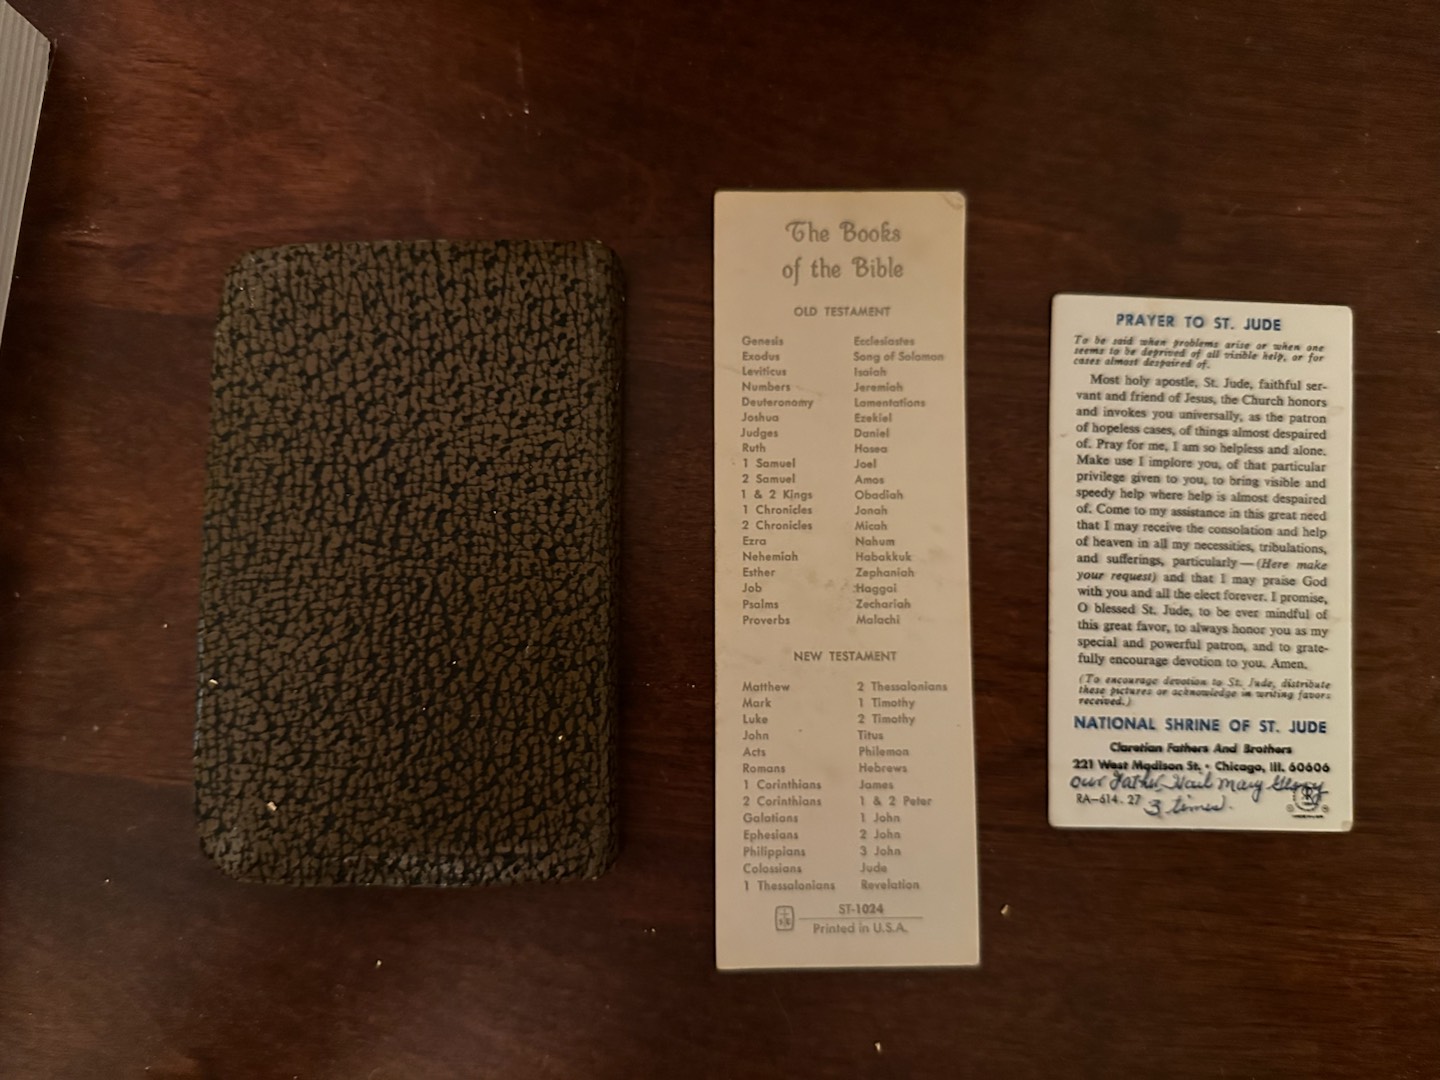 The Books
of the Bible
OLD TESTAMENT
Genesis
Exodus
Leviticus
Numbers
Deuteronomy
Joshua
Judges
Ruth
1 Samuel
2 Samuel
1 & 2 Kings
1 Chronicles
2 Chronicles
Ezra
Nehemiah
Esther
Job
Psalms
Proverbs
Ecclesiastes
Song of Solomon
Isaiah
Jeremiah
Lamentations
Ezekiel
Daniel
Hosea
Joel
Amos
Obadiah
Jonah
Micah
Nahum
Habakkuk
Zephaniah
Haggai
Zechariah
Malachi
NEW TESTAMENT
Matthew
Mark
Luke
John
Acts
Romans
1 Corinthians
2 Corinthians
Galatians
Ephesians
Philippians
Colossians
1 Thessalonians
2 Thessalonians
1 Timothy
2 Timothy
Titus
Philemon
Hebrews
James
1 & 2 Peter
1 John
2 John
3 John
Jude
Revelation
ST-1024
Printed in U.S.A.
PRAYER TO ST. JUDE
To be said when problems arise or when one
seems to be deprived of all visible help, or for
cases almost despaired of.
Most holy apostle, St. Jude, faithful ser-
vant and friend of Jesus, the Church honors
and invokes you universally, as the patron
of hopeless cases, of things almost despaired
of. Pray for me, I am so helpless and alone.
Make use I implore you, of that particular
privilege given to you, to bring visible and
speedy help where help is almost despaired
of. Come to my assistance in this great need
that I may receive the consolation and help
of heaven in all my necessities, tribulations,
and sufferings, particularly — (Here make
your request) and that I may praise God
with you and all the elect forever. I promise,
O blessed St. Jude, to be ever mindful of
this great favor, to always honor you as my
special and powerful patron, and to grate-
fully encourage devotion to you. Amen.
(To encourage devotion to St. Jude, distribute
these pictures or acknowledge in writing favors
received.)
NATIONAL SHRINE OF ST. JUDE
Claretian Fathers And Brothers
221 West Madison St. • Chicago, Ill. 60606
our Father, Hail Mary Glory
RA-614. 27
3 times.